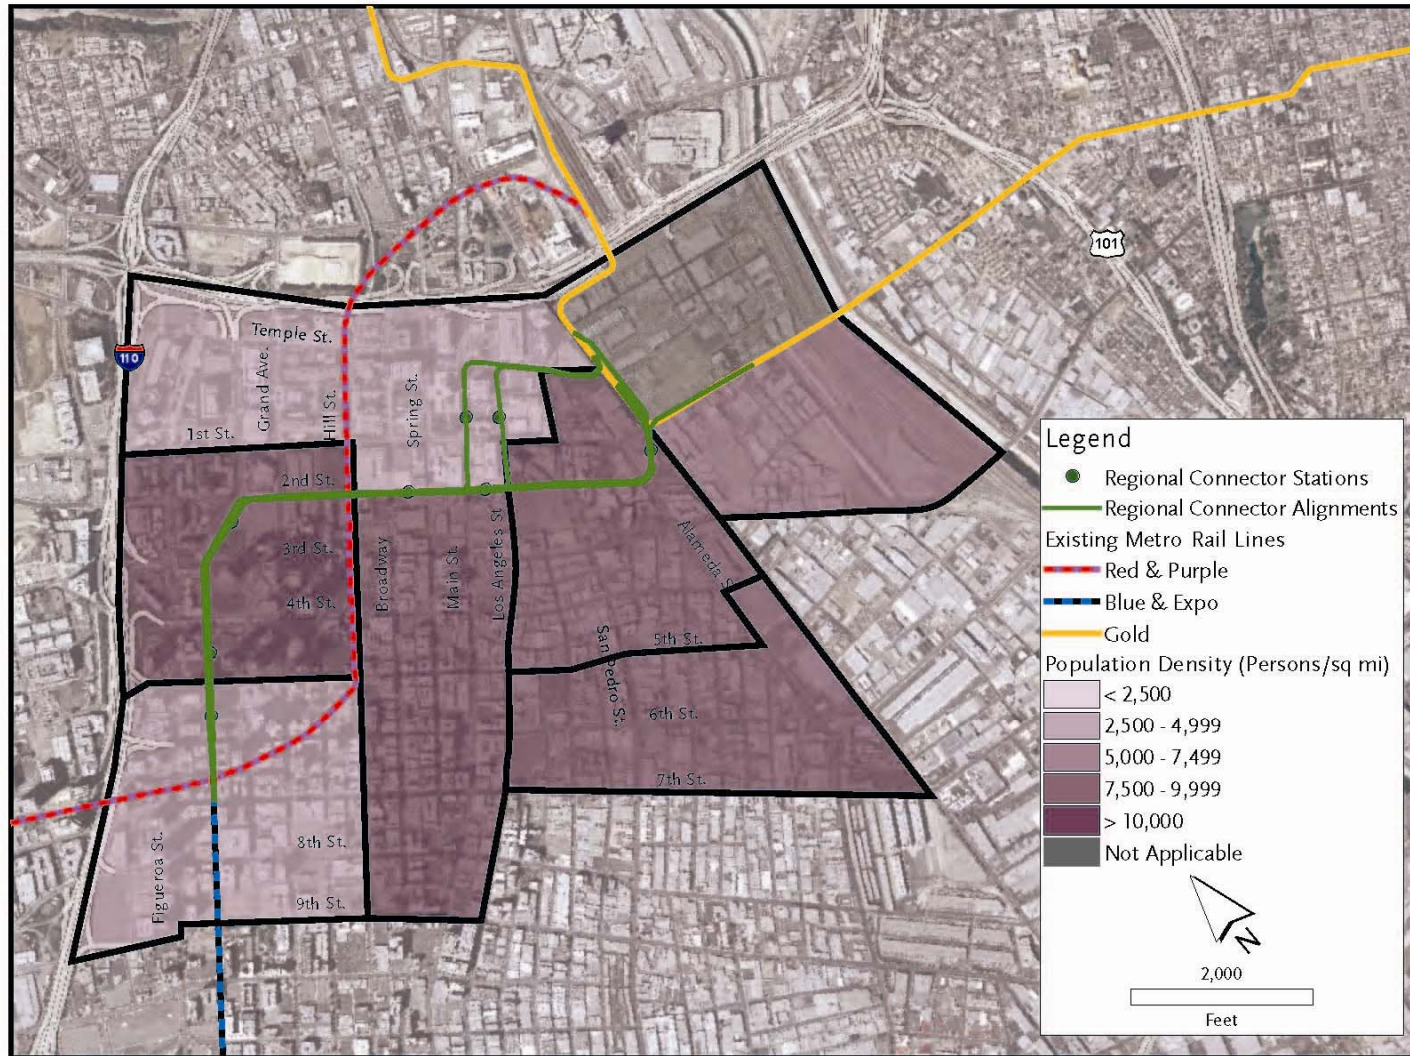 101
Temple St.
110
Grand Ave.
Hill St.
Spring St.
1st St.
2nd St.
3rd St.
4th St.
Broadway
Main St.
Los Angeles St
Alameda S
San Pedro St.
5th St.
6th St.
7th St.
8th St.
9th St.
Figueroa St.
Legend
Regional Connector Stations
Regional Connector Alignments
Existing Metro Rail Lines
Red & Purple
Blue & Expo
Gold
Population Density (Persons/sq mi)
< 2,500
2,500 - 4,999
5,000 - 7,499
7,500 - 9,999
> 10,000
Not Applicable
N
2,000
Feet